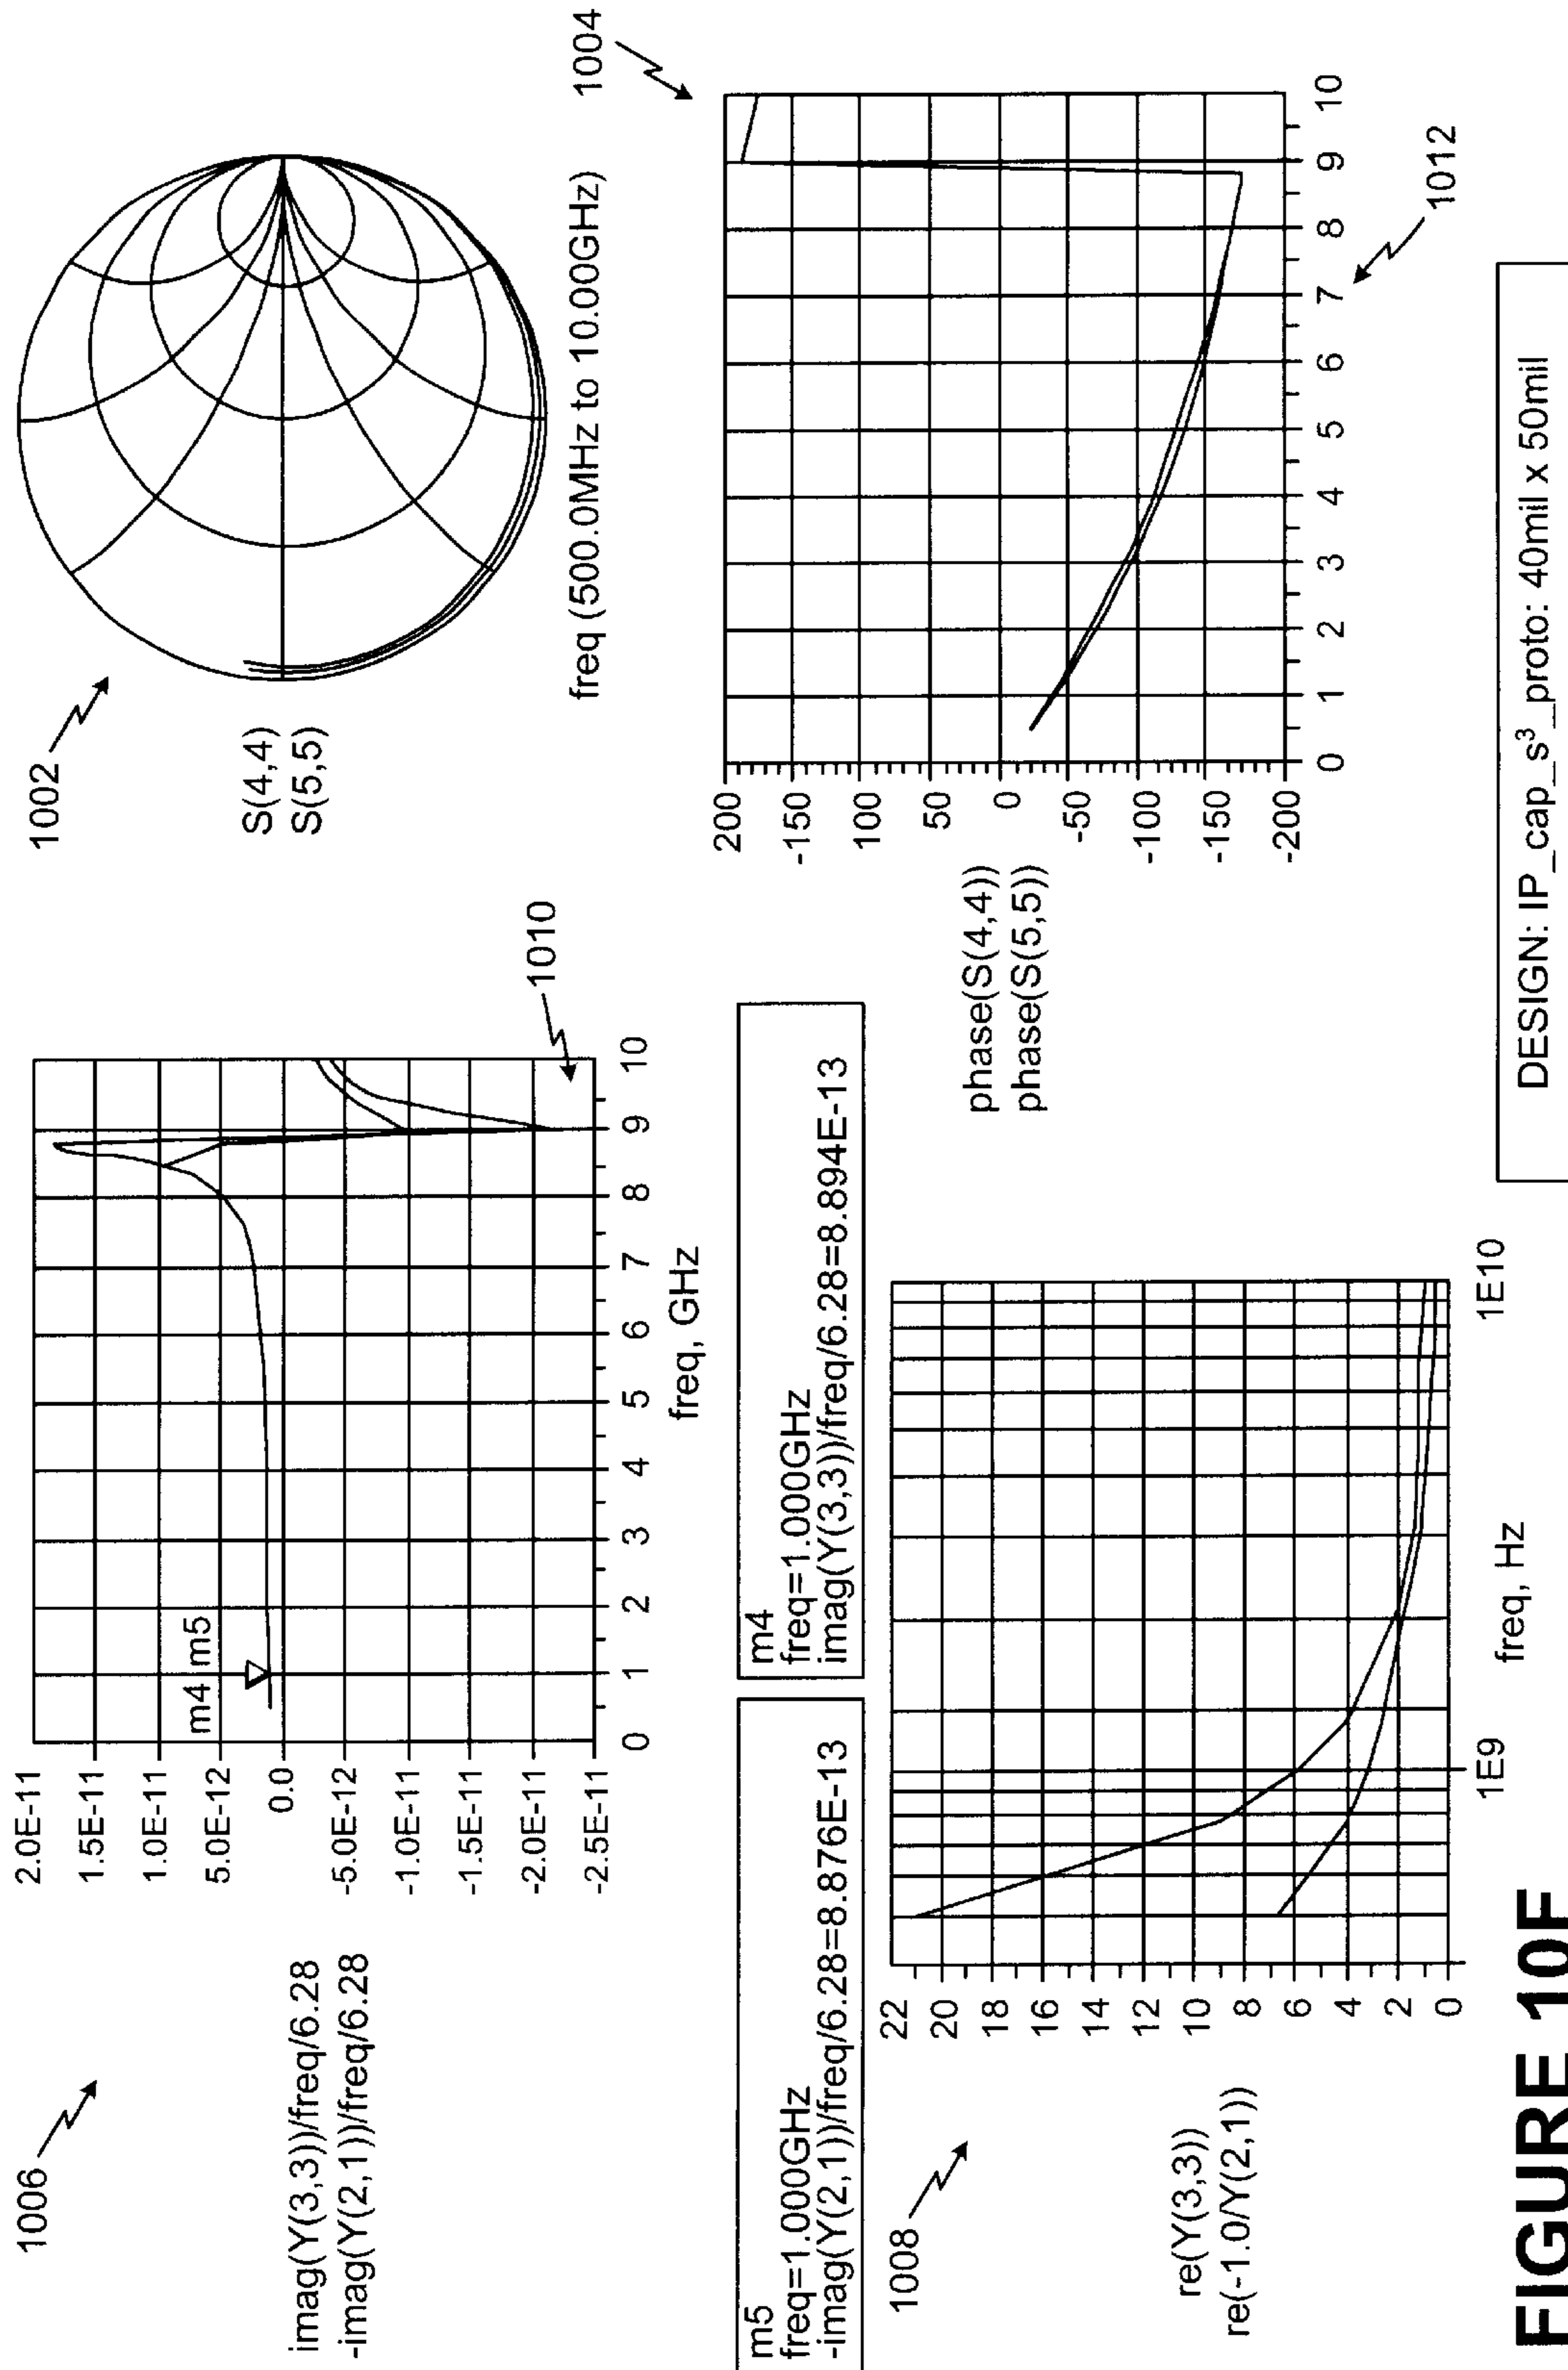 1006
imag(Y(3,3))/freq/6.28
-imag(Y(2,1))/freq/6.28
2.0E-11
1.5E-11
1.0E-11
5.0E-12
0.0
-5.0E-12
-1.0E-11
-1.5E-11
-2.0E-11
-2.5E-11
m4 m5
0 1 2 3 4 5 6 7 8 9 10
freq, GHz
1010
1002
S(4,4)
S(5,5)
freq (500.0MHz to 10.00GHz)
m5
freq=1.000GHz
-imag(Y(2,1))/freq/6.28=8.876E-13
m4
freq=1.000GHz
imag(Y(3,3))/freq/6.28=8.894E-13
1004
phase(S(4,4))
phase(S(5,5))
200
-150
-100
50
0
-50
-100
-150
-200
0 1 2 3 4 5 6 7 8 9 10
1012
1008
re(Y(3,3))
re(-1.0/Y(2,1))
22
20
18
16
14
12
10
8
6
4
2
0
1E9 1E10
freq, Hz
DESIGN: IP_cap_s³_proto: 40mil x 50mil
FIGURE 10F